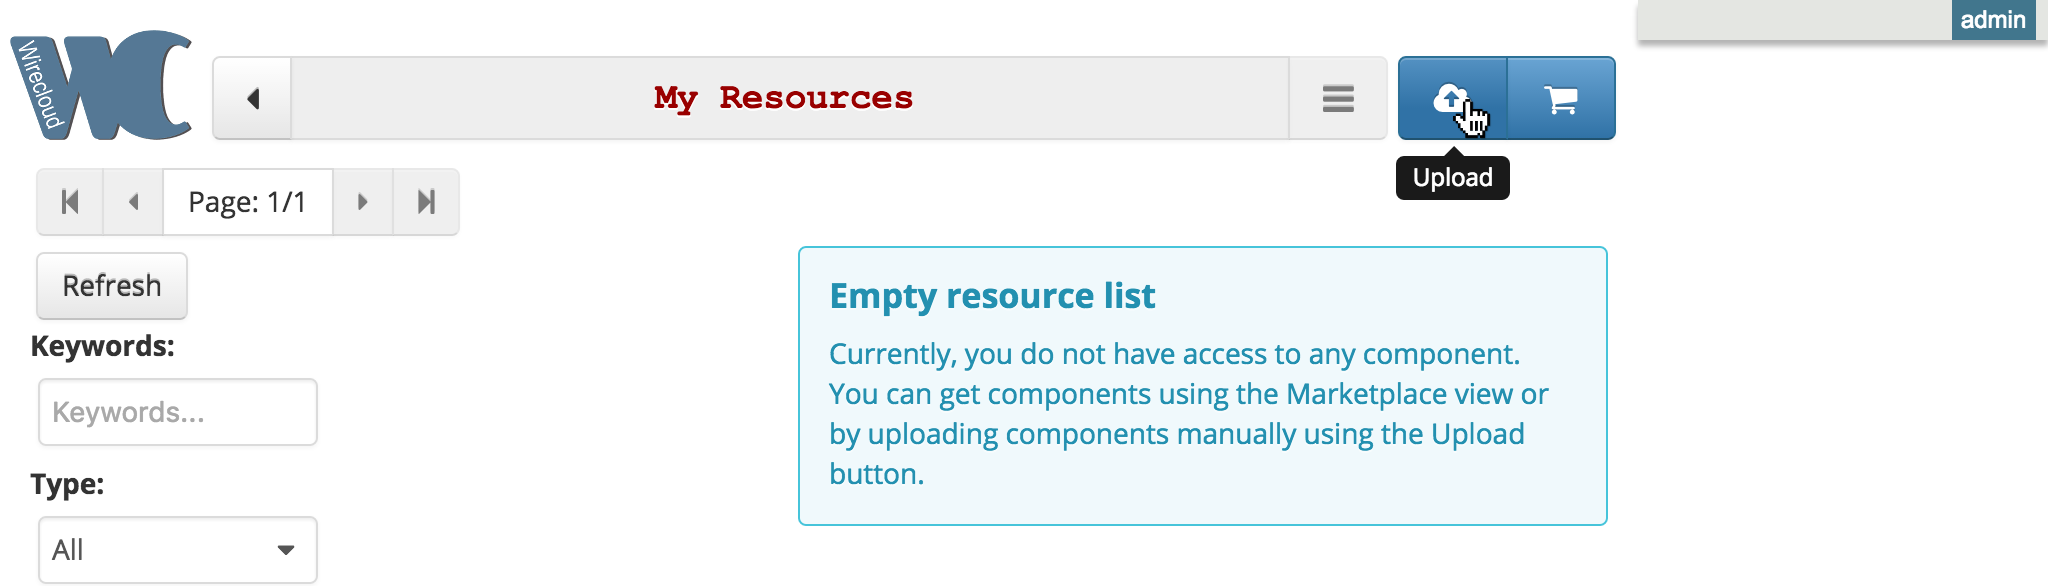 admin
Wirecloud
WC
My Resources
Upload
Page: 1/1
Refresh
Keywords:
Keywords...
Type:
All
Empty resource list
Currently, you do not have access to any component.
You can get components using the Marketplace view or
by uploading components manually using the Upload
button.